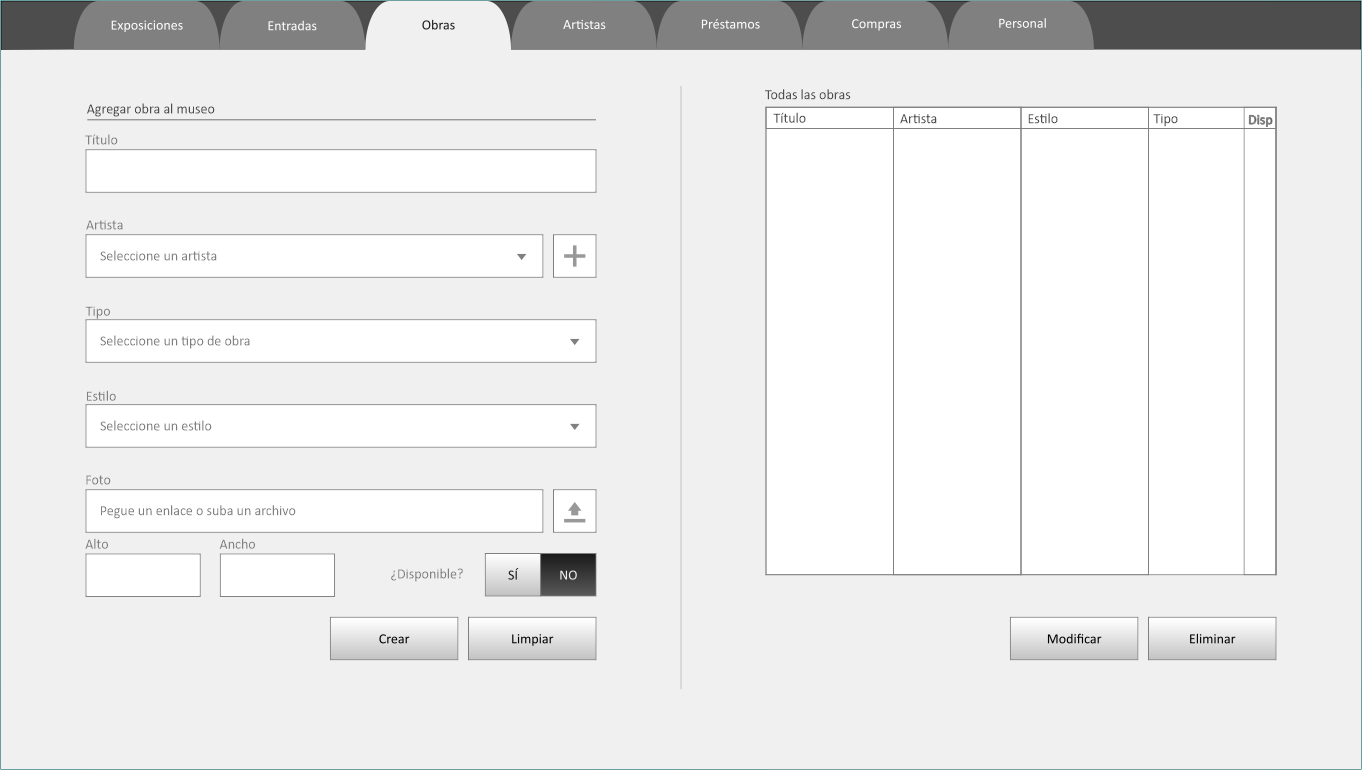 Exposiciones Entradas Obras Artistas Préstamos Compras Personal
Agregar obra al museo
Título
Artista
Seleccione un artista
Tipo
Seleccione un tipo de obra
Estilo
Seleccione un estilo
Foto
Pegue un enlace o suba un archivo
Alto Ancho
¿Disponible? SÍ NO
Crear Limpiar
Todas las obras
Título Artista Estilo Tipo Disp
Modificar Eliminar